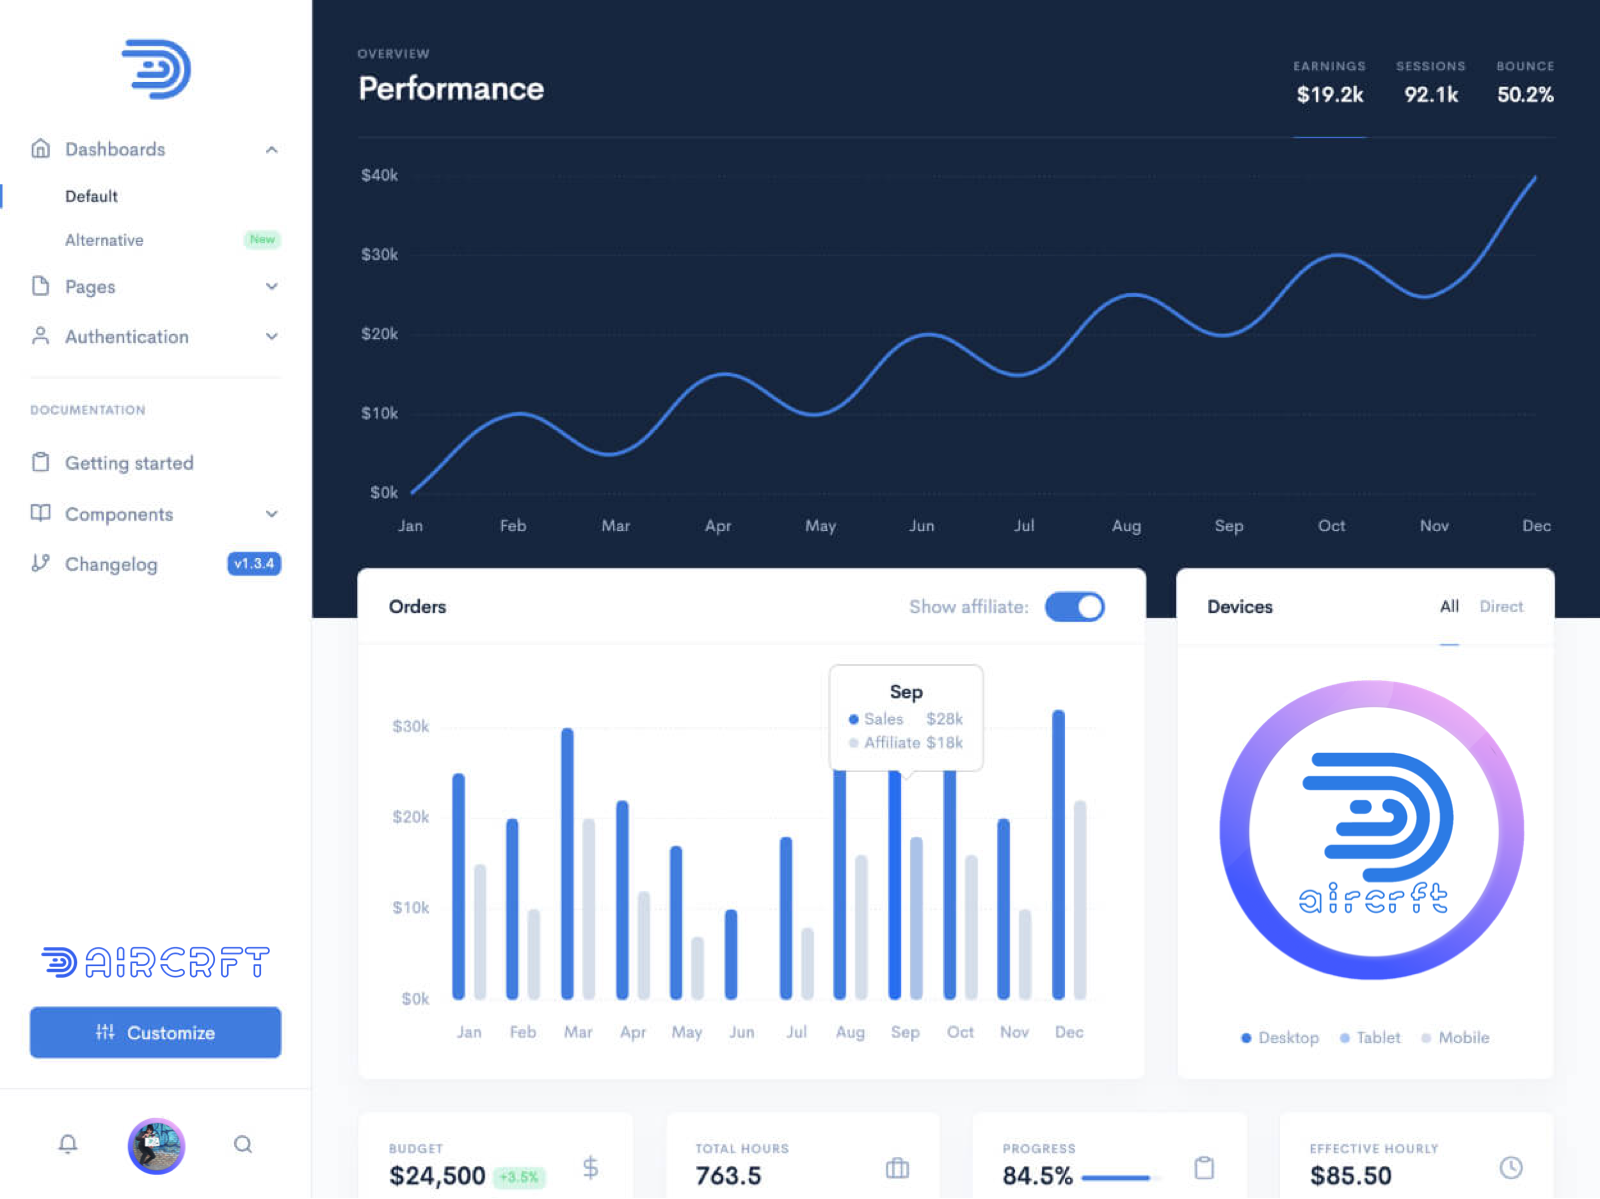 Dashboards
Default
Alternative New
Pages
Authentication
DOCUMENTATION
Getting started
Components
Changelog v1.3.4
AIRCRFT
Customize
OVERVIEW
Performance
EARNINGS SESSIONS BOUNCE
$19.2k 92.1k 50.2%
$40k
$30k
$20k
$10k
$0k
Jan Feb Mar Apr May Jun Jul Aug Sep Oct Nov Dec
Orders Show affiliate:
Sep
Sales $28k
Affiliate $18k
$30k
$20k
$10k
$0k
Jan Feb Mar Apr May Jun Jul Aug Sep Oct Nov Dec
Devices All Direct
aircrft
Desktop Tablet Mobile
BUDGET
$24,500 +3.5%
TOTAL HOURS
763.5
PROGRESS
84.5%
EFFECTIVE HOURLY
$85.50